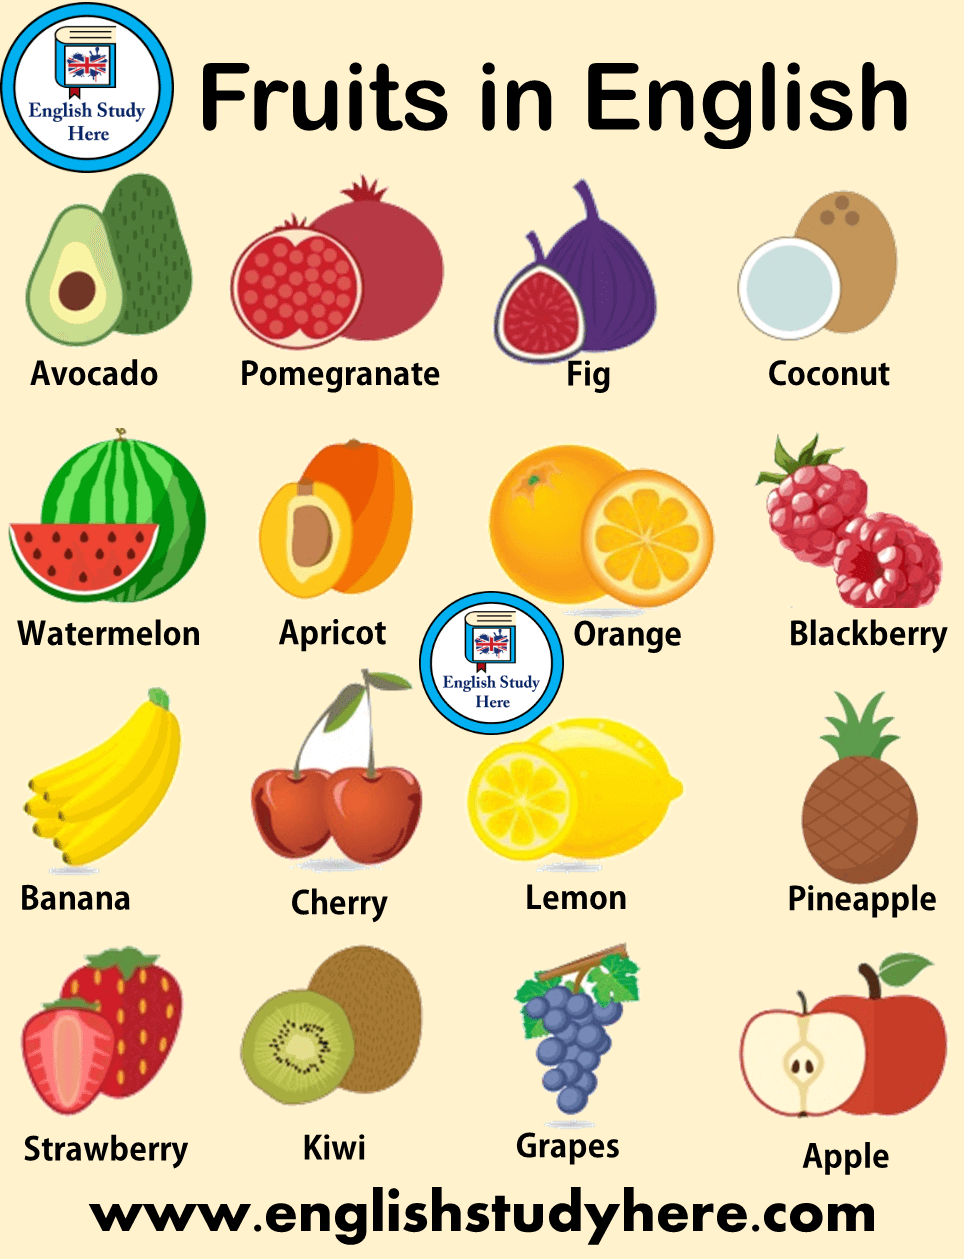 English Study
Here
Fruits in English
Avocado
Pomegranate
Fig
Coconut
Watermelon
Apricot
Orange
Blackberry
English Study
Here
Banana
Cherry
Lemon
Pineapple
Strawberry
Kiwi
Grapes
Apple
www.englishstudyhere.com